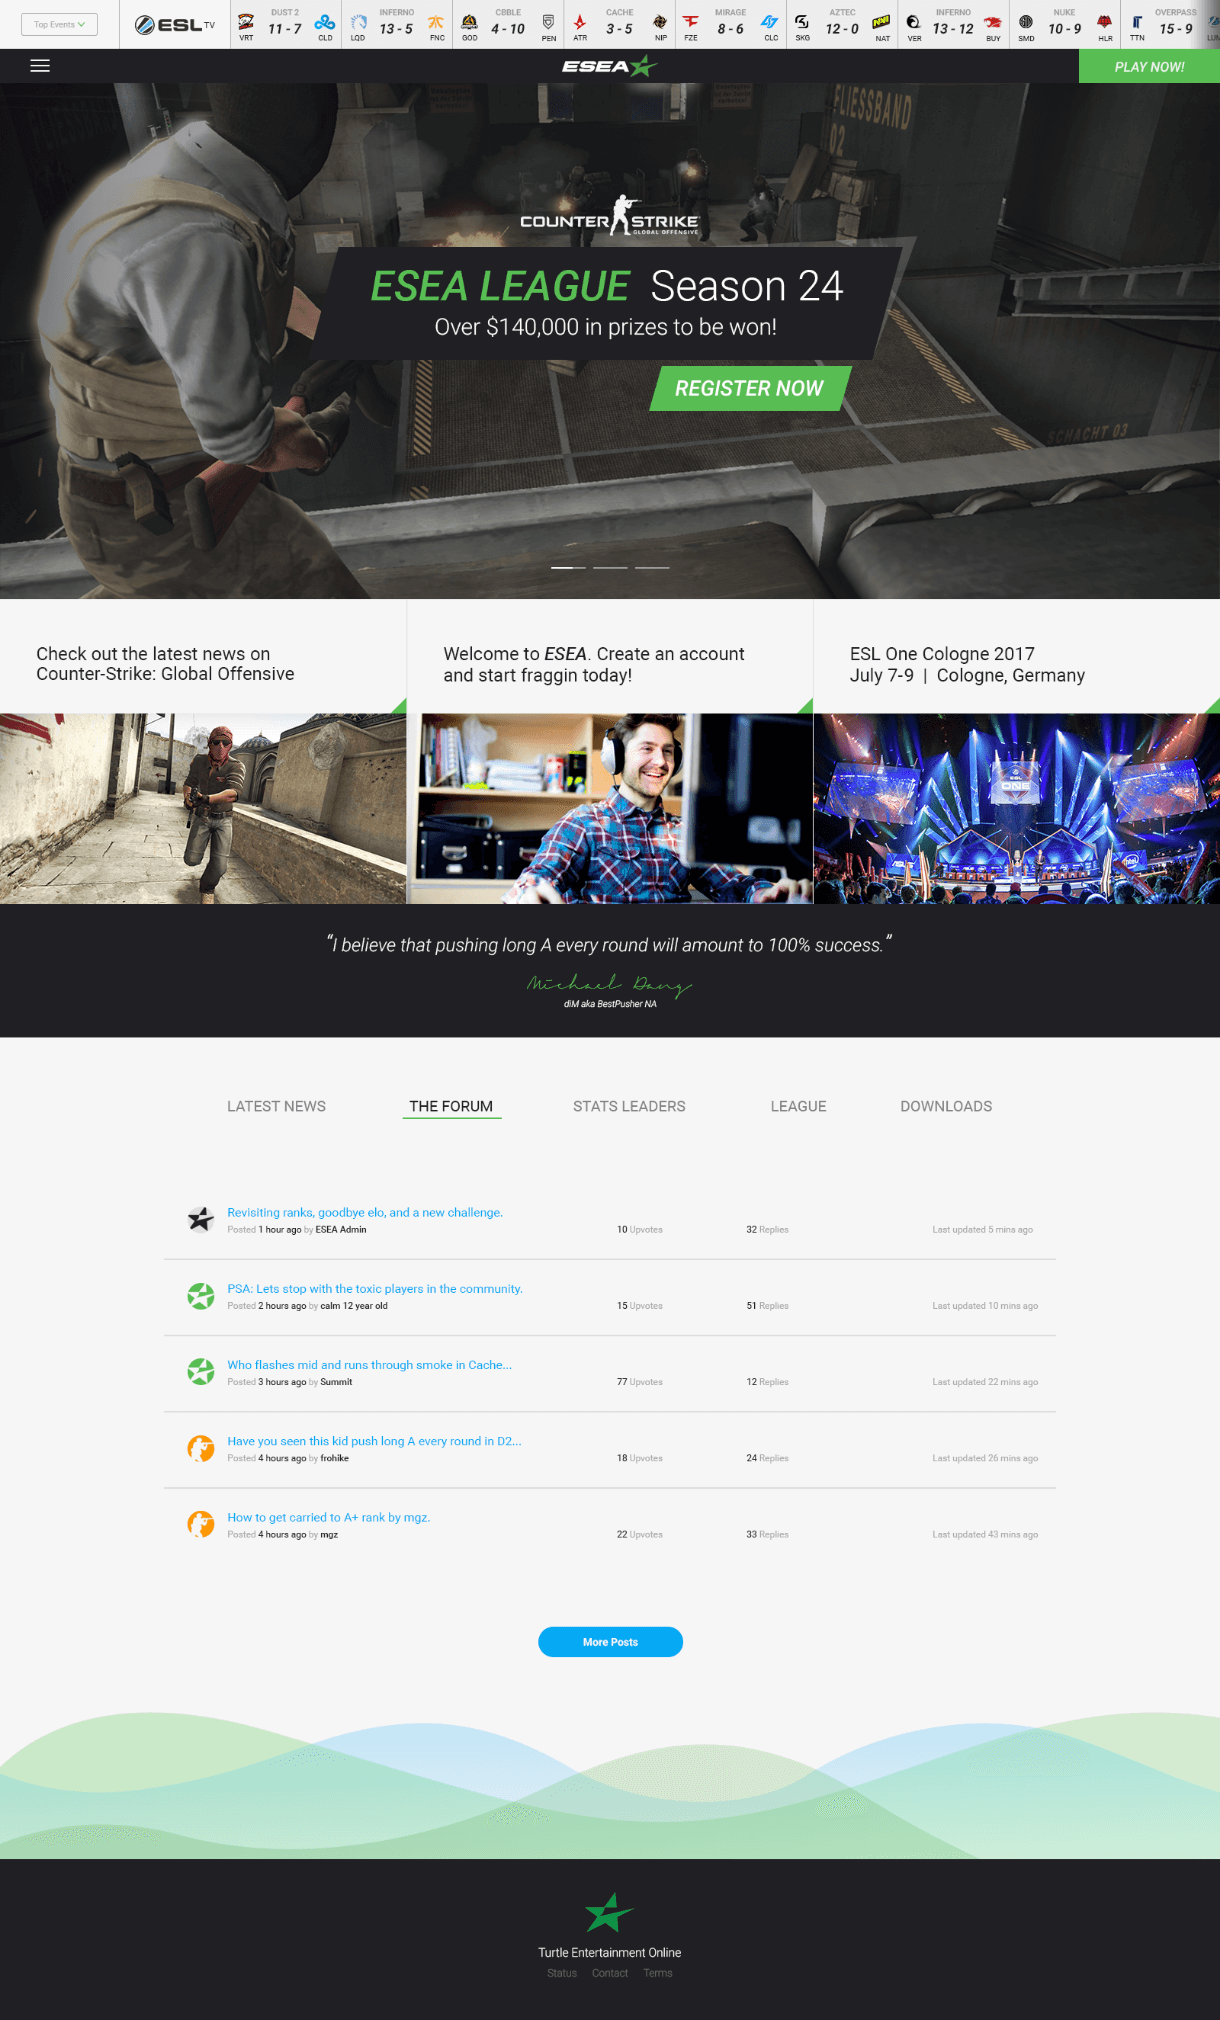 Top Events
ESL TV
DUST 2
VRT 11 - 7 CLD
INFERNO
LQD 13 - 5 FNC
CBBLE
GOD 4 - 10 PEN
CACHE
ATR 3 - 5 NIP
MIRAGE
FZE 8 - 6 CLC
AZTEC
SKG 12 - 0 NAT
INFERNO
VER 13 - 12 BUY
NUKE
SMD 10 - 9 HLR
OVERPASS
TTN 15 - 9
ESEA
PLAY NOW!
FLIESSBAND
02
COUNTER STRIKE
GLOBAL OFFENSIVE
ESEA LEAGUE Season 24
Over $140,000 in prizes to be won!
REGISTER NOW
SCHACHT 03
Check out the latest news on
Counter-Strike: Global Offensive
Welcome to ESEA. Create an account
and start fraggin today!
ESL One Cologne 2017
July 7-9 | Cologne, Germany
ESL
ONE
intel
“I believe that pushing long A every round will amount to 100% success.”
Michael Dang
diM aka BestPusher NA
LATEST NEWS THE FORUM STATS LEADERS LEAGUE DOWNLOADS
Revisiting ranks, goodbye elo, and a new challenge.
Posted 1 hour ago by ESEA Admin 10 Upvotes 32 Replies Last updated 5 mins ago
PSA: Lets stop with the toxic players in the community.
Posted 2 hours ago by calm 12 year old 15 Upvotes 51 Replies Last updated 10 mins ago
Who flashes mid and runs through smoke in Cache...
Posted 3 hours ago by Summit 77 Upvotes 12 Replies Last updated 22 mins ago
Have you seen this kid push long A every round in D2...
Posted 4 hours ago by frohike 18 Upvotes 24 Replies Last updated 26 mins ago
How to get carried to A+ rank by mgz.
Posted 4 hours ago by mgz 22 Upvotes 33 Replies Last updated 43 mins ago
More Posts
Turtle Entertainment Online
Status Contact Terms